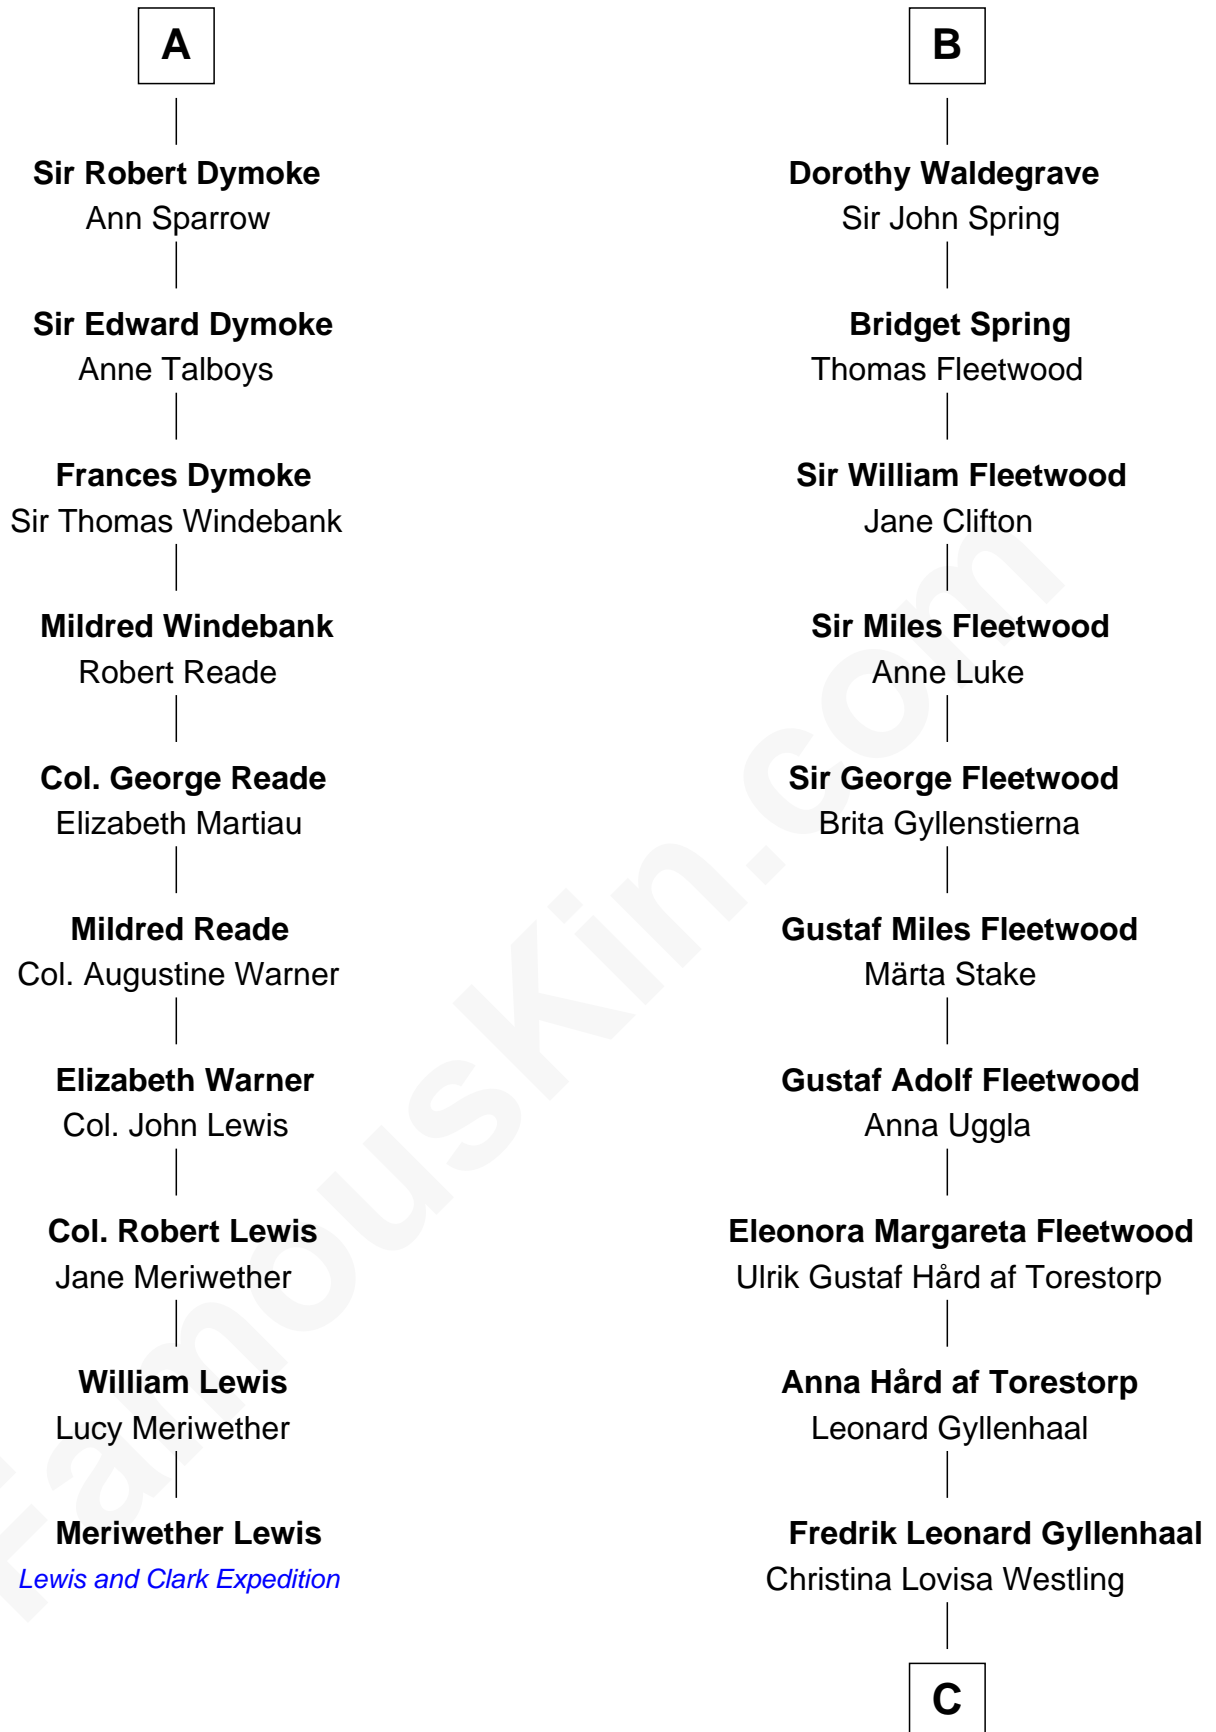 A
Sir Robert Dymoke
Ann Sparrow
Sir Edward Dymoke
Anne Talboys
Frances Dymoke
Sir Thomas Windebank
Mildred Windebank
Robert Reade
Col. George Reade
Elizabeth Martiau
Mildred Reade
Col. Augustine Warner
Elizabeth Warner
Col. John Lewis
Col. Robert Lewis
Jane Meriwether
William Lewis
Lucy Meriwether
Meriwether Lewis
Lewis and Clark Expedition
B
Dorothy Waldegrave
Sir John Spring
Bridget Spring
Thomas Fleetwood
Sir William Fleetwood
Jane Clifton
Sir Miles Fleetwood
Anne Luke
Sir George Fleetwood
Brita Gyllenstierna
Gustaf Miles Fleetwood
Märta Stake
Gustaf Adolf Fleetwood
Anna Uggla
Eleonora Margareta Fleetwood
Ulrik Gustaf Hård af Torestorp
Anna Hård af Torestorp
Leonard Gyllenhaal
Fredrik Leonard Gyllenhaal
Christina Lovisa Westling
C
FamousKin.com